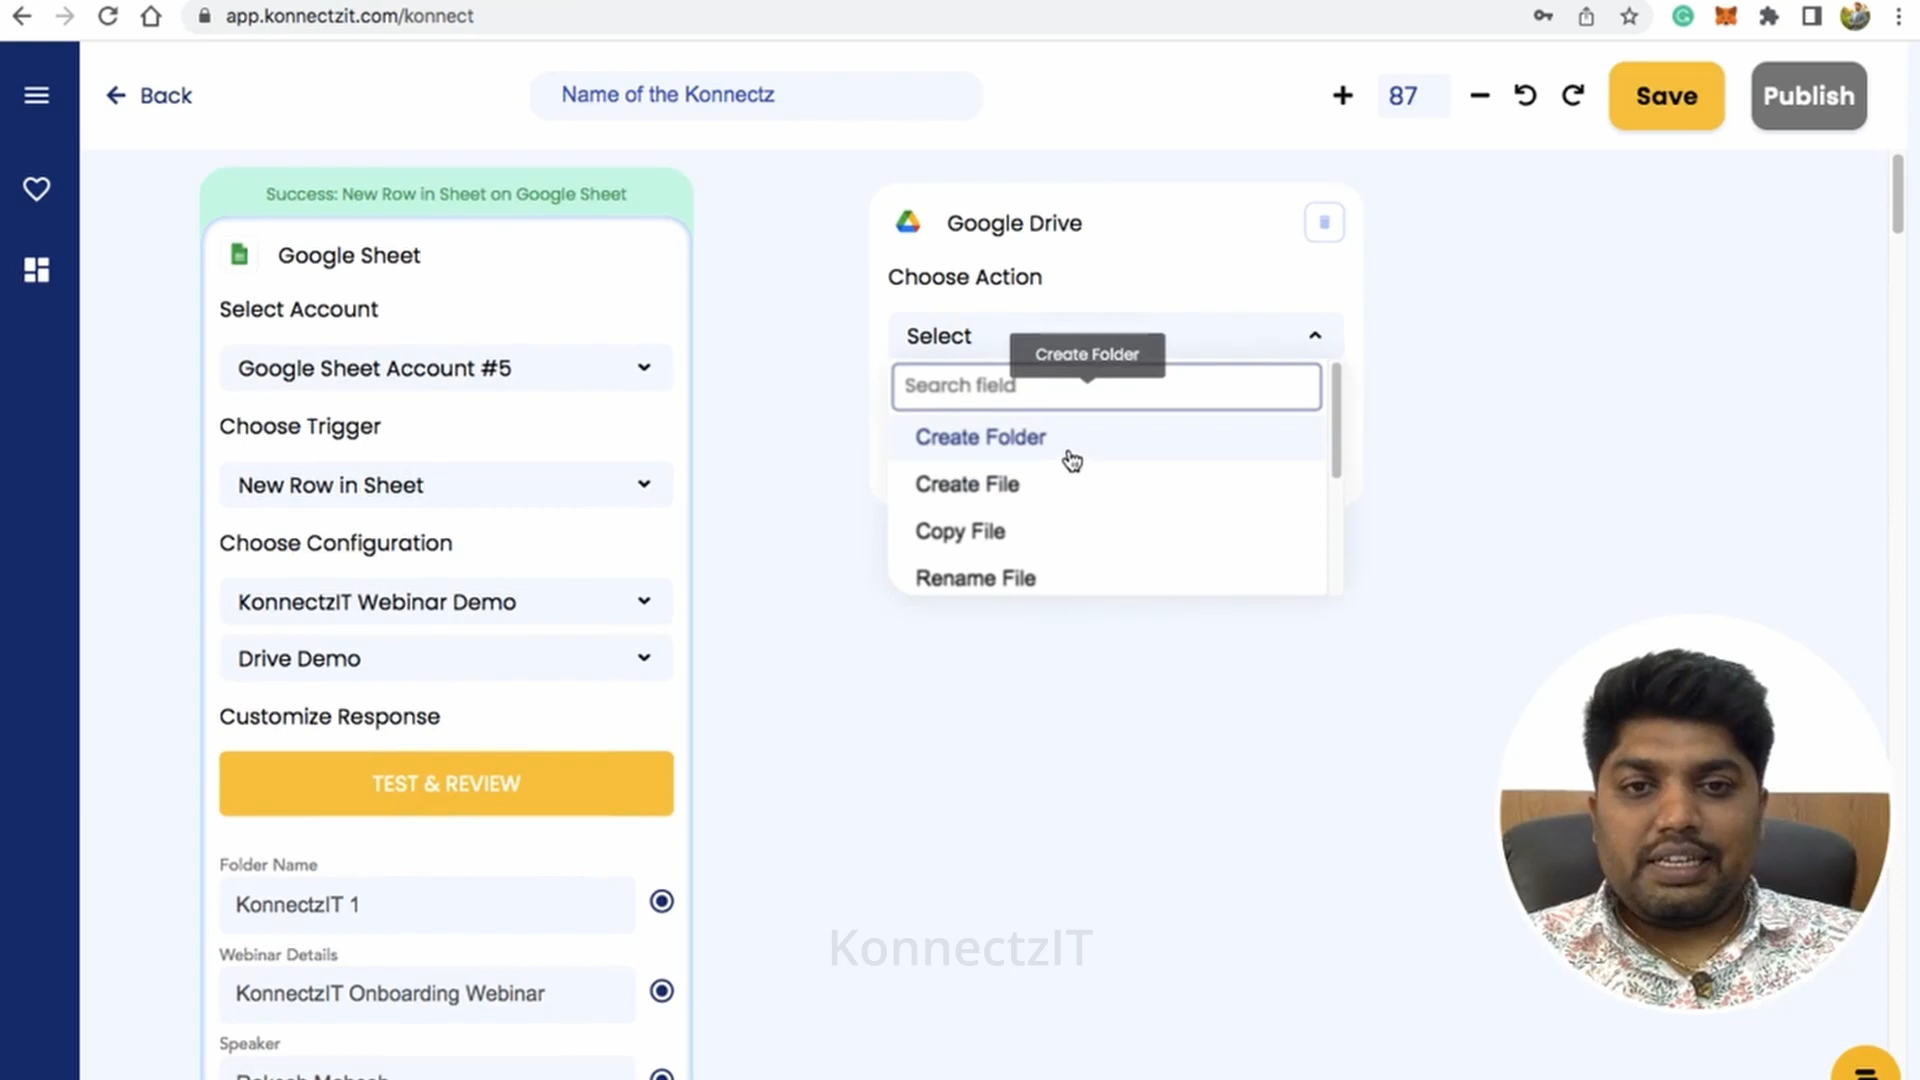 app.konnectzit.com/konnect
Back
Name of the Konnectz
87
Save
Publish
Success: New Row in Sheet on Google Sheet
Google Sheet
Select Account
Google Sheet Account #5
Choose Trigger
New Row in Sheet
Choose Configuration
KonnectzIT Webinar Demo
Drive Demo
Customize Response
TEST & REVIEW
Folder Name
KonnectzIT 1
Webinar Details
KonnectzIT Onboarding Webinar
Speaker
Google Drive
Choose Action
Select
Create Folder
Search field
Create Folder
Create File
Copy File
Rename File
KonnectzIT